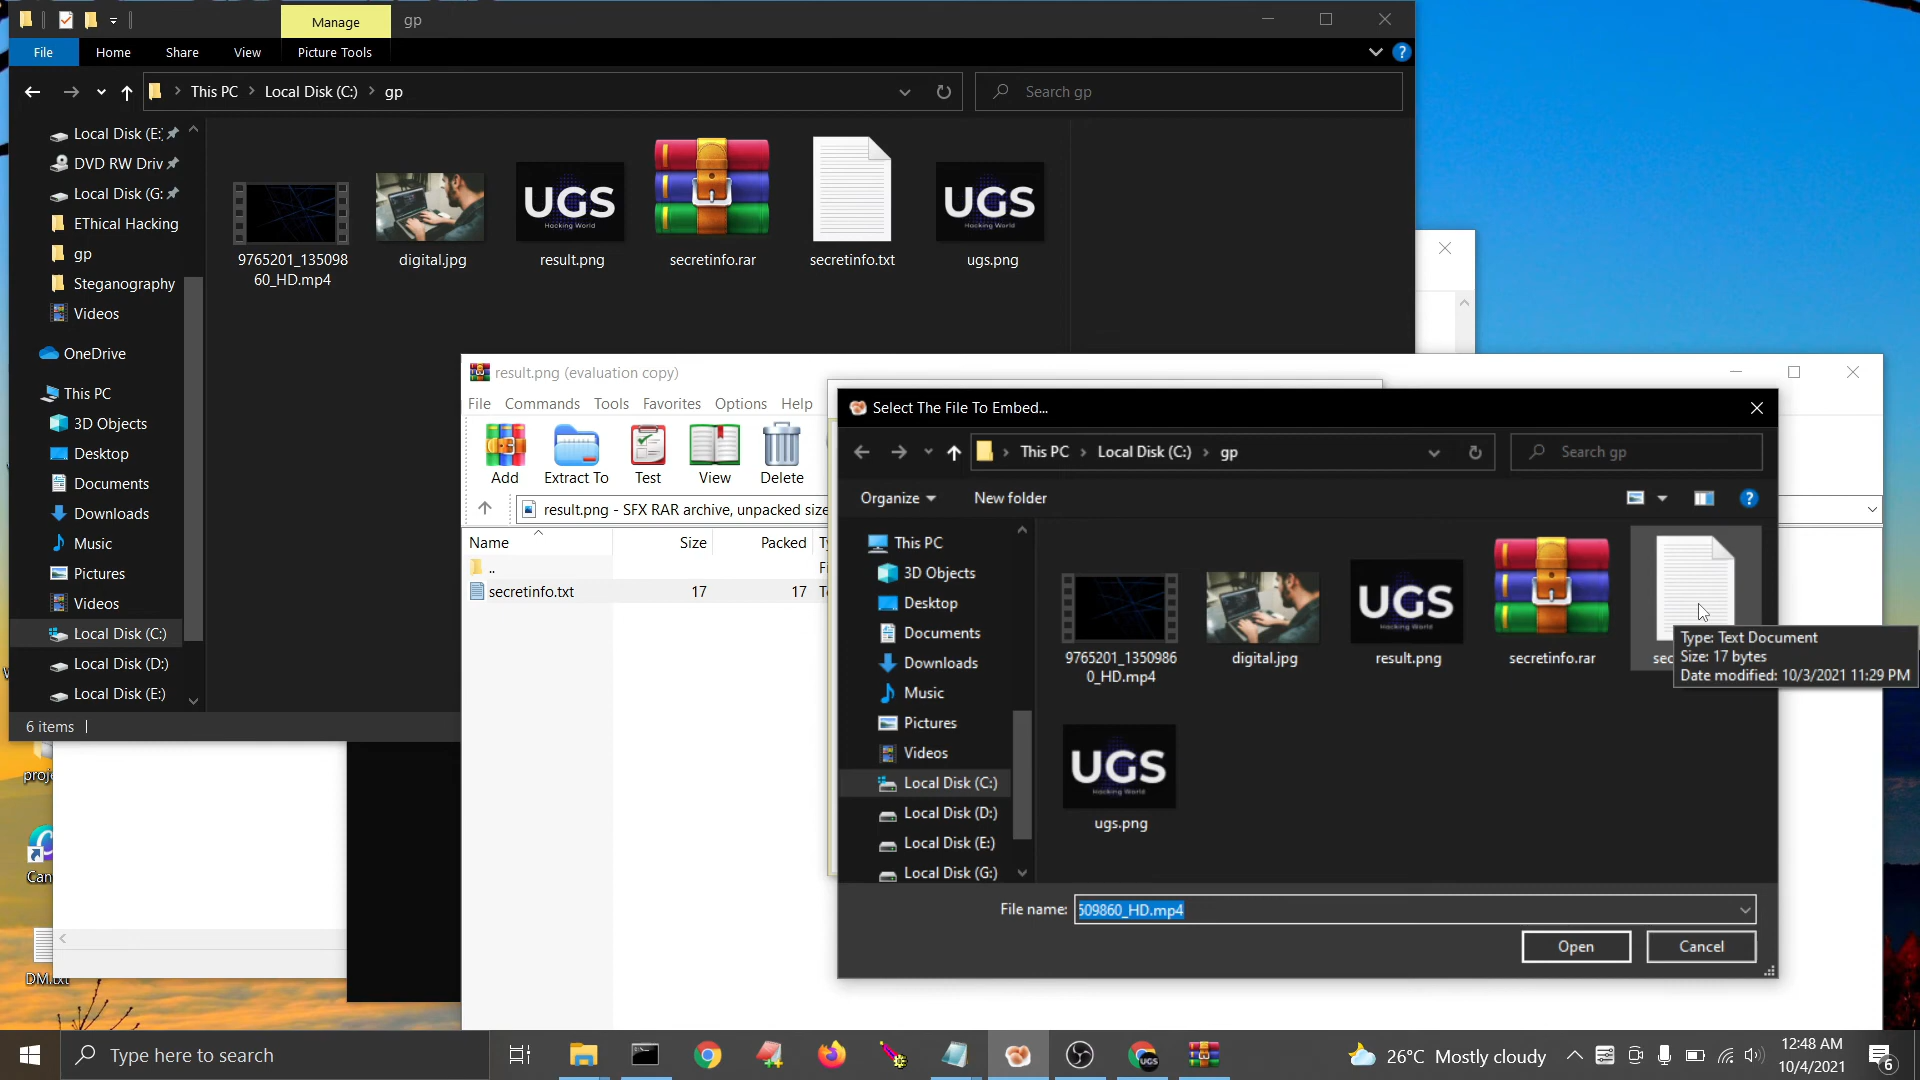 Manage
gp
File
Home
Share
View
Picture Tools
This PC
Local Disk (C:)
gp
Search gp
Local Disk (E:
DVD RW Driv
Local Disk (G:
EThical Hacking
gp
Steganography
Videos
OneDrive
This PC
3D Objects
Desktop
Documents
Downloads
Music
Pictures
Videos
Local Disk (C:)
Local Disk (D:)
Local Disk (E:)
6 items
UGS
Hacking World
UGS
Hacking World
9765201_135098
60_HD.mp4
digital.jpg
result.png
secretinfo.rar
secretinfo.txt
ugs.png
result.png (evaluation copy)
File
Commands
Tools
Favorites
Options
Help
Add
Extract To
Test
View
Delete
result.png - SFX RAR archive, unpacked size
Name
Size
Packed
..
secretinfo.txt
17
17
Select The File To Embed...
This PC
Local Disk (C:)
gp
Search gp
Organize
New folder
This PC
3D Objects
Desktop
Documents
Downloads
Music
Pictures
Videos
Local Disk (C:)
Local Disk (D:)
Local Disk (E:)
Local Disk (G:)
UGS
Hacking World
9765201_1350986
0_HD.mp4
digital.jpg
result.png
secretinfo.rar
sec
Type: Text Document
Size: 17 bytes
Date modified: 10/3/2021 11:29 PM
UGS
Hacking World
ugs.png
File name:
509860_HD.mp4
Open
Cancel
proje
Can
DM.txt
Type here to search
UGS
26°C Mostly cloudy
12:48 AM
10/4/2021
6